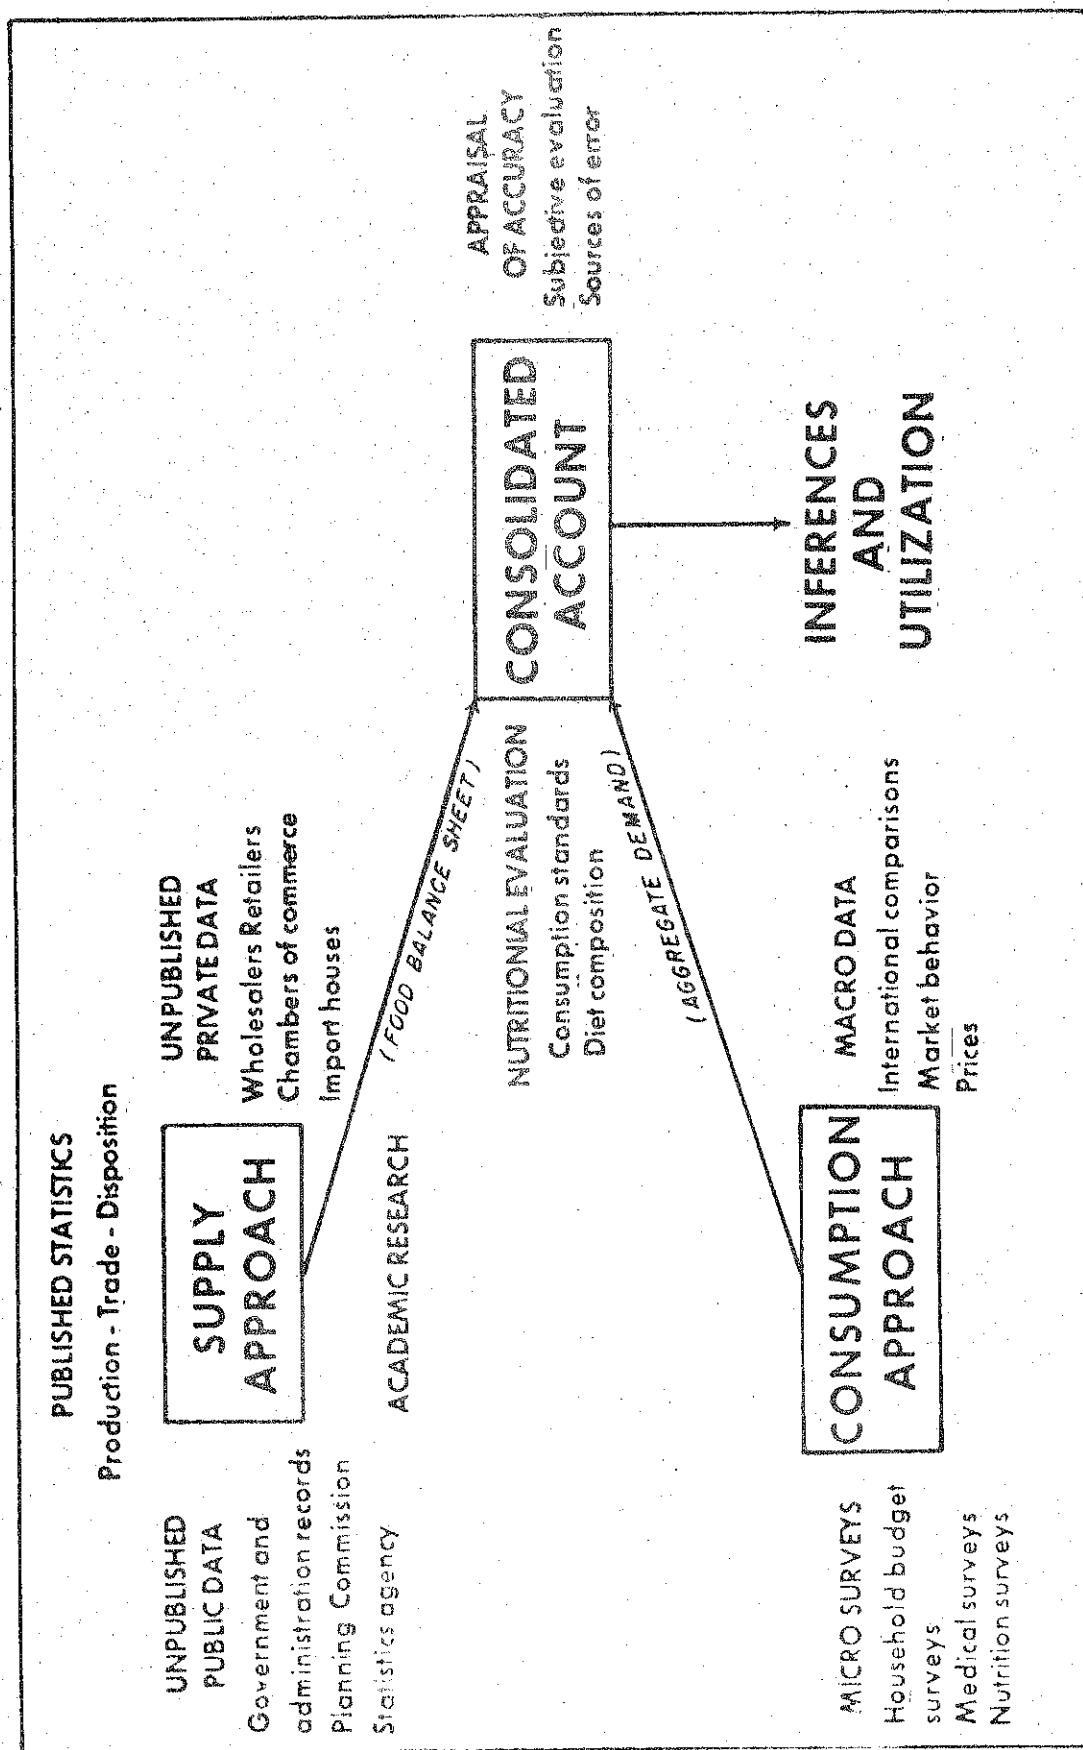 PUBLISHED STATISTICS
Production - Trade - Disposition
UNPUBLISHED
PUBLIC DATA
Government and
administration records
Planning Commission
Statistics agency
SUPPLY
APPROACH
UNPUBLISHED
PRIVATE DATA
Wholesalers Retailers
Chambers of commerce
Import houses
ACADEMIC RESEARCH
(FOOD BALANCE SHEET)
NUTRITIONIAL EVALUATION
Consumption standards
Diet composition
(AGGREGATE DEMAND)
CONSOLIDATED
ACCOUNT
APPRAISAL
OF ACCURACY
Subjective evaluation
Sources of error
MICRO SURVEYS
Household budget
surveys
Medical surveys
Nutrition surveys
CONSUMPTION
APPROACH
MACRO DATA
International comparisons
Market behavior
Prices
INFERENCES
AND
UTILIZATION